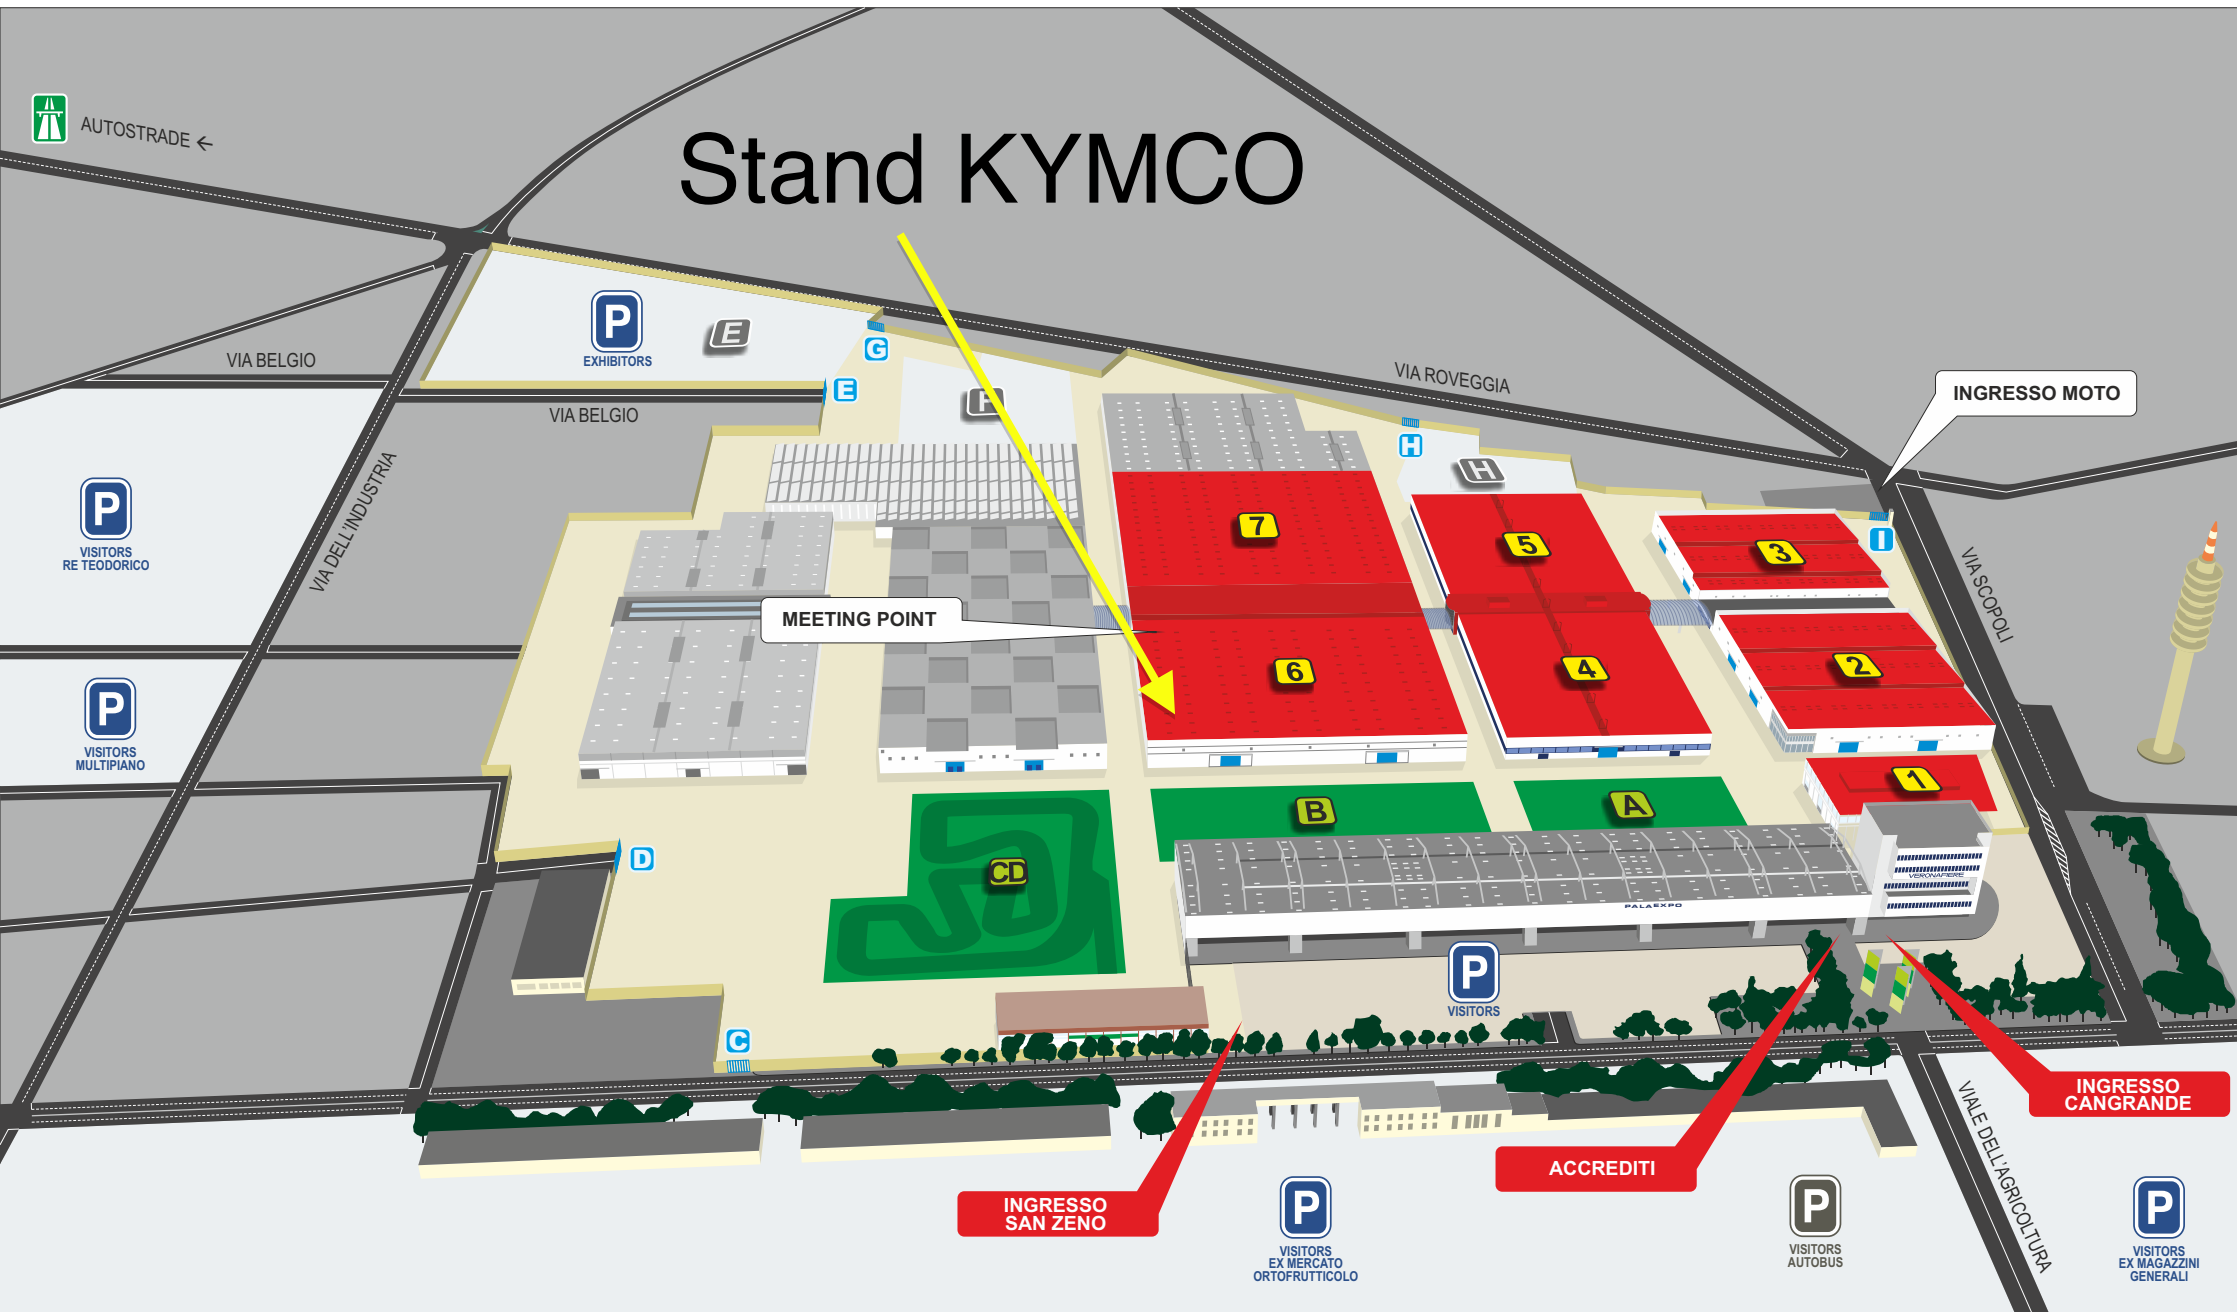 AUTOSTRADE ←
Stand KYMCO
P
EXHIBITORS
E
G
E
F
VIA BELGIO
VIA BELGIO
VIA ROVEGGIA
INGRESSO MOTO
H
H
VIA DELL'INDUSTRIA
P
VISITORS
RE TEODORICO
7
5
3
I
VIA SCOPOLI
MEETING POINT
6
4
2
P
VISITORS
MULTIPIANO
1
B
A
D
CD
VERONAFIERE
PALAEXPO
P
VISITORS
C
INGRESSO
CANGRANDE
ACCREDITI
INGRESSO
SAN ZENO
VIALE DELL'AGRICOLTURA
P
VISITORS
EX MERCATO
ORTOFRUTTICOLO
P
VISITORS
AUTOBUS
P
VISITORS
EX MAGAZZINI
GENERALI